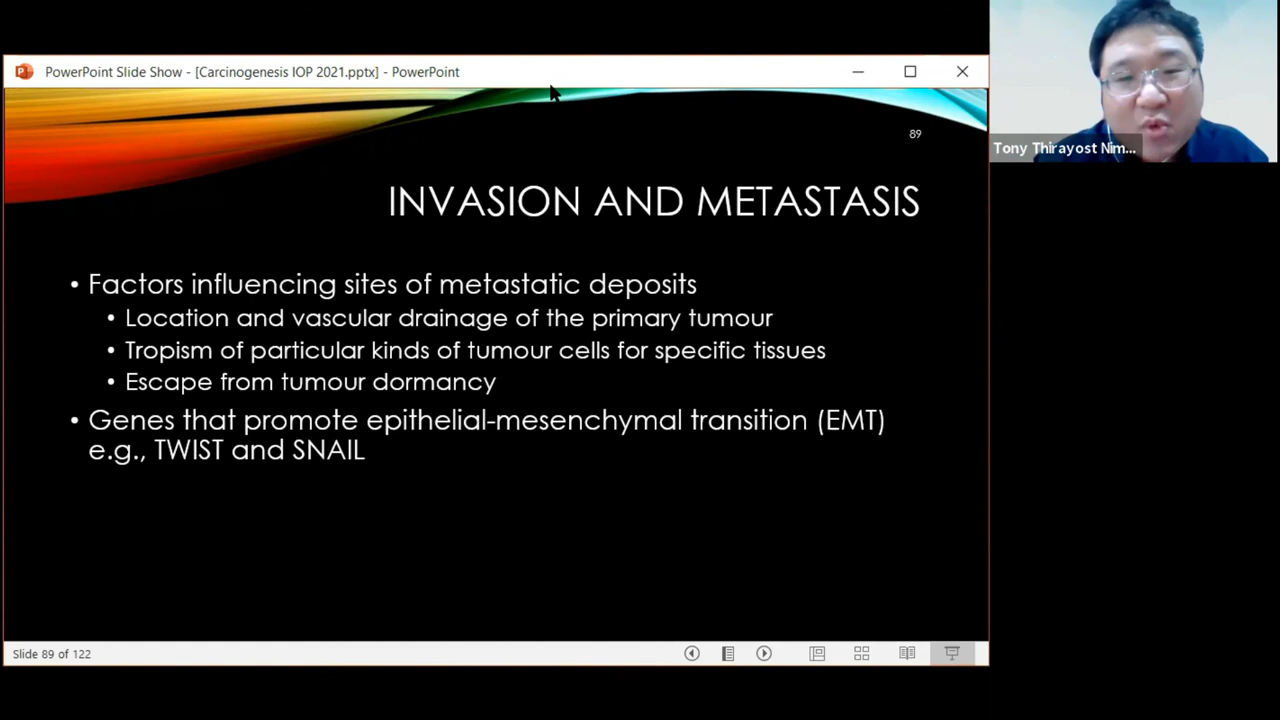 PowerPoint Slide Show - [Carcinogenesis IOP 2021.pptx] - PowerPoint
89
INVASION AND METASTASIS
• Factors influencing sites of metastatic deposits
• Location and vascular drainage of the primary tumour
• Tropism of particular kinds of tumour cells for specific tissues
• Escape from tumour dormancy
• Genes that promote epithelial-mesenchymal transition (EMT)
e.g., TWIST and SNAIL
Slide 89 of 122
Tony Thirayost Nim...